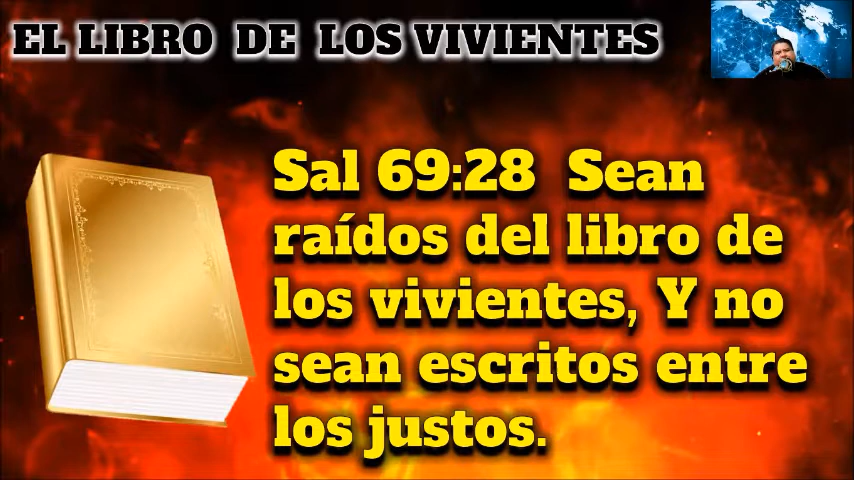 EL LIBRO DE LOS VIVIENTES
Sal 69:28 Sean
raídos del libro de
los vivientes, Y no
sean escritos entre
los justos.